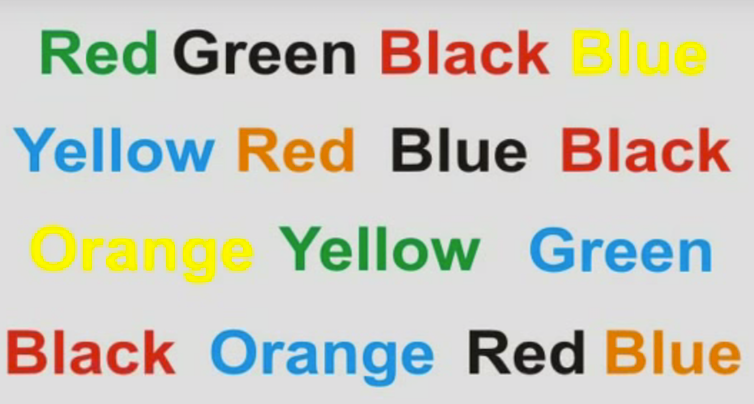 Red Green Black Blue
Yellow Red Blue Black
Orange Yellow Green
Black Orange Red Blue